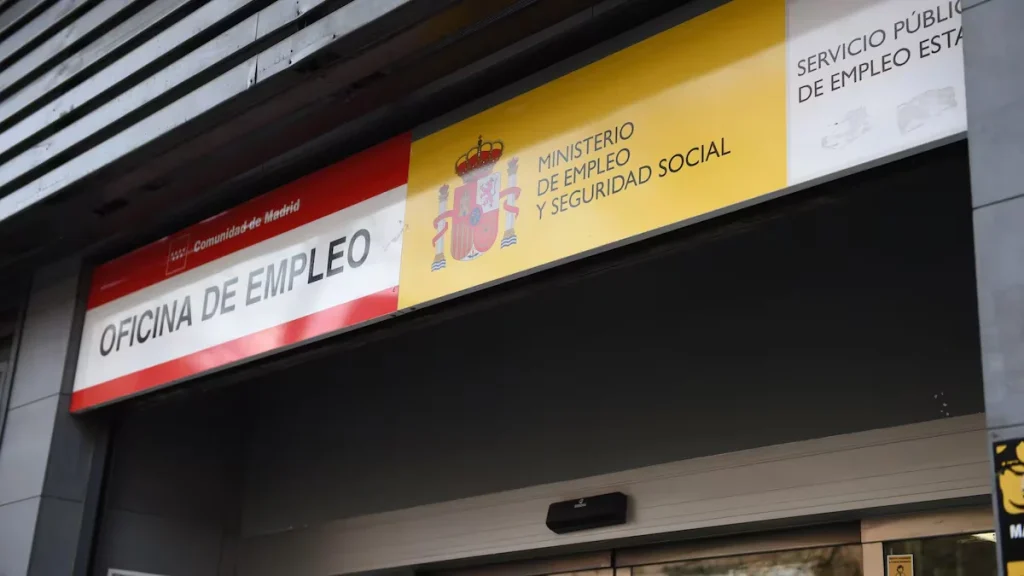 Comunidad de Madrid
OFICINA DE EMPLEO
MINISTERIO
DE EMPLEO
Y SEGURIDAD SOCIAL
SERVICIO PÚBLIC
DE EMPLEO ESTA